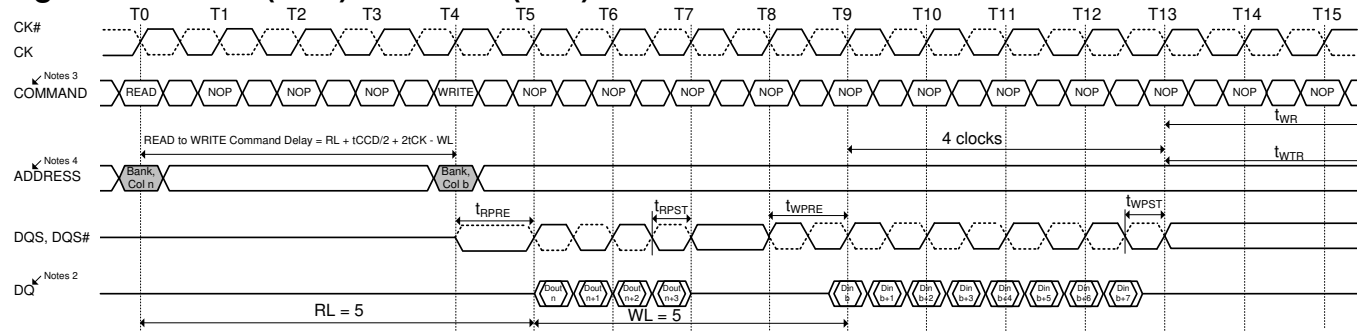 T0 T1 T2 T3 T4 T5 T6 T7 T8 T9 T10 T11 T12 T13 T14 T15
CK#
CK
Notes 3
COMMAND
READ NOP NOP NOP WRITE NOP NOP NOP NOP NOP NOP NOP NOP NOP NOP NOP
tWR
READ to WRITE Command Delay = RL + tCCD/2 + 2tCK - WL
4 clocks
tWTR
Notes 4
ADDRESS
Bank, Col n
Bank, Col b
tRPRE tRPST tWPRE tWPST
DQS, DQS#
Notes 2
DQ
Dout n
Dout n+1
Dout n+2
Dout n+3
Din b
Din b+1
Din b+2
Din b+3
Din b+4
Din b+5
Din b+6
Din b+7
RL = 5
WL = 5